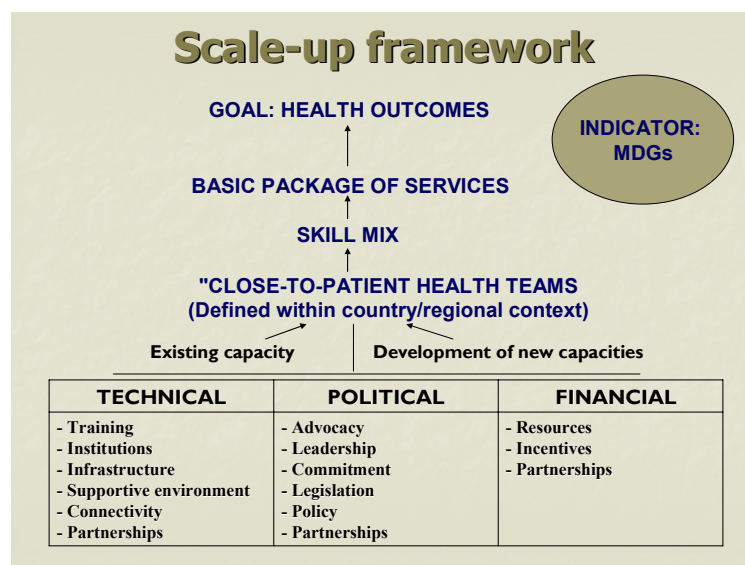 Scale-up framework
GOAL: HEALTH OUTCOMES
INDICATOR:
MDGs
BASIC PACKAGE OF SERVICES
SKILL MIX
"CLOSE-TO-PATIENT HEALTH TEAMS
(Defined within country/regional context)
Existing capacity
Development of new capacities
TECHNICAL
- Training
- Institutions
- Infrastructure
- Supportive environment
- Connectivity
- Partnerships
POLITICAL
- Advocacy
- Leadership
- Commitment
- Legislation
- Policy
- Partnerships
FINANCIAL
- Resources
- Incentives
- Partnerships